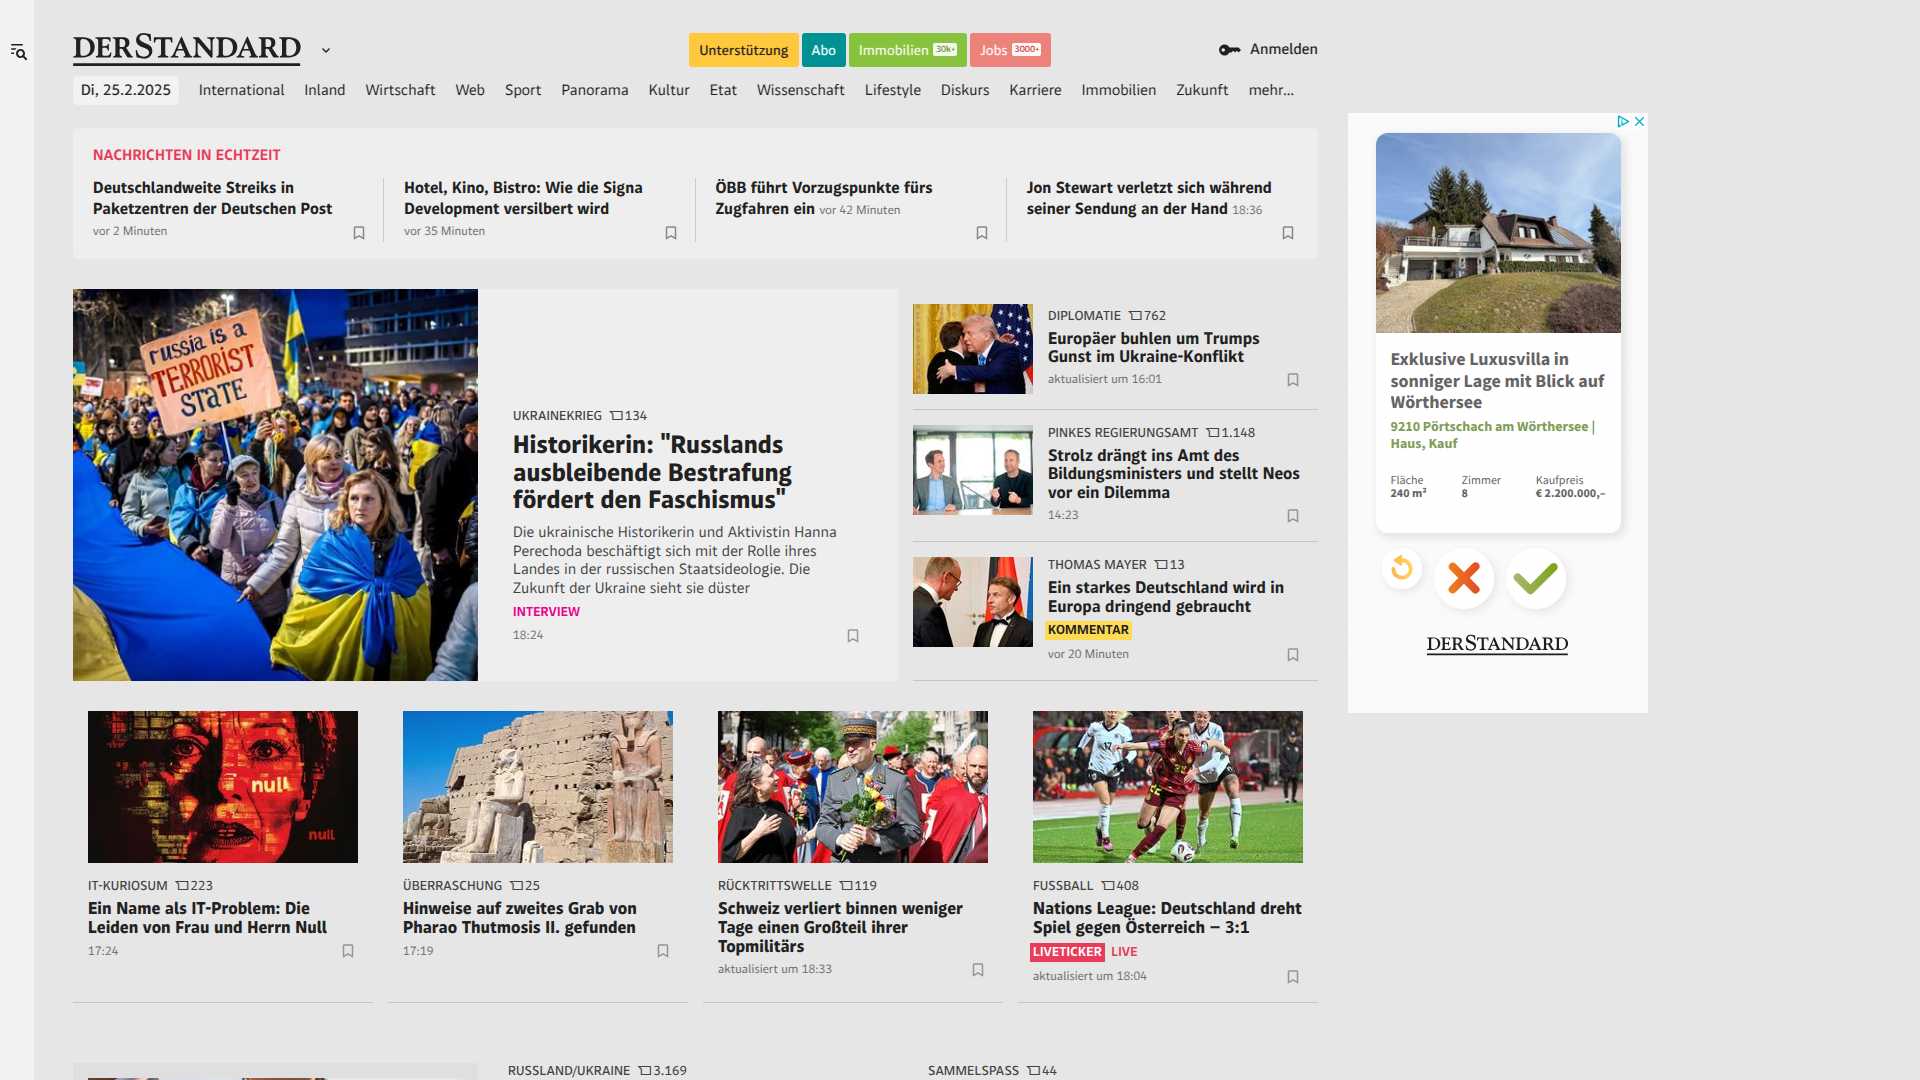 DERSTANDARD
Unterstützung
Abo
Immobilien 30k+
Jobs 3000+
Anmelden
Di, 25.2.2025
International
Inland
Wirtschaft
Web
Sport
Panorama
Kultur
Etat
Wissenschaft
Lifestyle
Diskurs
Karriere
Immobilien
Zukunft
mehr...
NACHRICHTEN IN ECHTZEIT
Deutschlandweite Streiks in
Paketzentren der Deutschen Post
vor 2 Minuten
Hotel, Kino, Bistro: Wie die Signa
Development versilbert wird
vor 35 Minuten
ÖBB führt Vorzugspunkte fürs
Zugfahren ein vor 42 Minuten
Jon Stewart verletzt sich während
seiner Sendung an der Hand 18:36
russia is a
TERRORIST
STATE
UKRAINEKRIEG 134
Historikerin: "Russlands
ausbleibende Bestrafung
fördert den Faschismus"
Die ukrainische Historikerin und Aktivistin Hanna
Perechoda beschäftigt sich mit der Rolle ihres
Landes in der russischen Staatsideologie. Die
Zukunft der Ukraine sieht sie düster
INTERVIEW
18:24
DIPLOMATIE 762
Europäer buhlen um Trumps
Gunst im Ukraine-Konflikt
aktualisiert um 16:01
PINKES REGIERUNGSAMT 1.148
Strolz drängt ins Amt des
Bildungsministers und stellt Neos
vor ein Dilemma
14:23
THOMAS MAYER 13
Ein starkes Deutschland wird in
Europa dringend gebraucht
KOMMENTAR
vor 20 Minuten
Exklusive Luxusvilla in
sonniger Lage mit Blick auf
Wörthersee
9210 Pörtschach am Wörthersee |
Haus, Kauf
Fläche
240 m²
Zimmer
8
Kaufpreis
€ 2.200.000,-
DERSTANDARD
null
null
IT-KURIOSUM 223
Ein Name als IT-Problem: Die
Leiden von Frau und Herrn Null
17:24
ÜBERRASCHUNG 25
Hinweise auf zweites Grab von
Pharao Thutmosis II. gefunden
17:19
RÜCKTRITTSWELLE 119
Schweiz verliert binnen weniger
Tage einen Großteil ihrer
Topmilitärs
aktualisiert um 18:33
FUSSBALL 408
Nations League: Deutschland dreht
Spiel gegen Österreich – 3:1
LIVETICKER LIVE
aktualisiert um 18:04
RUSSLAND/UKRAINE 3.169
SAMMELSPASS 44